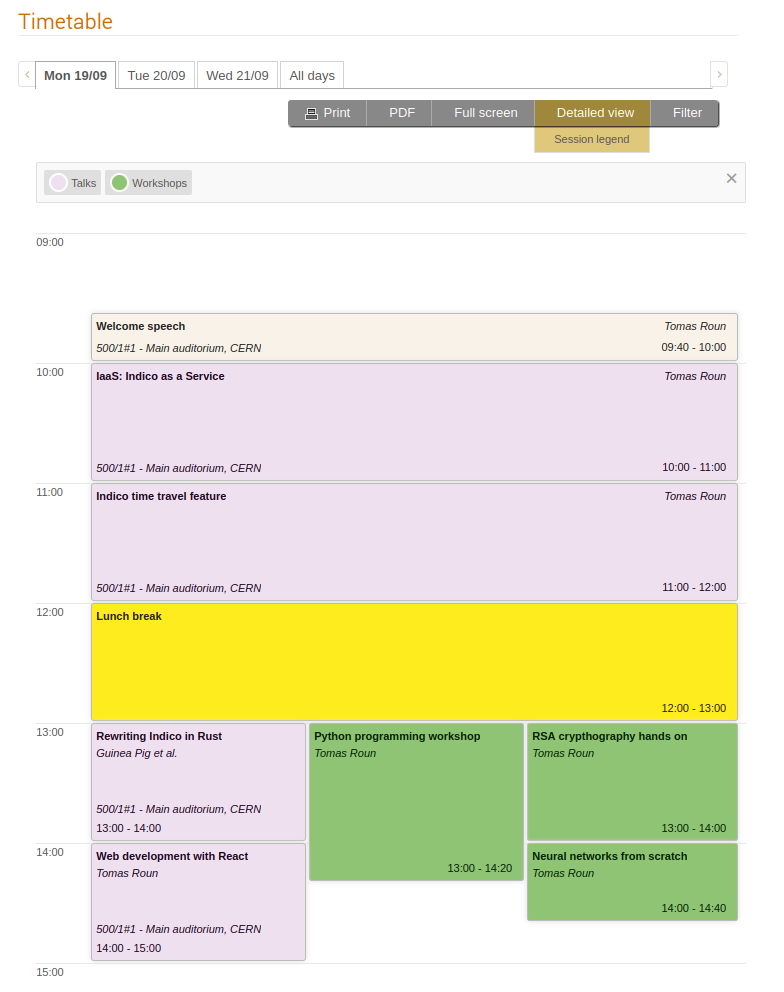 Timetable
Mon 19/09 Tue 20/09 Wed 21/09 All days
Print PDF Full screen Detailed view Filter
Session legend
Talks Workshops
09:00
Welcome speech Tomas Roun
500/1#1 - Main auditorium, CERN 09:40 - 10:00
10:00 IaaS: Indico as a Service Tomas Roun
500/1#1 - Main auditorium, CERN 10:00 - 11:00
11:00 Indico time travel feature Tomas Roun
500/1#1 - Main auditorium, CERN 11:00 - 12:00
12:00 Lunch break
12:00 - 13:00
13:00
Rewriting Indico in Rust
Guinea Pig et al.
500/1#1 - Main auditorium, CERN
13:00 - 14:00
Python programming workshop
Tomas Roun
13:00 - 14:20
RSA crypthography hands on
Tomas Roun
13:00 - 14:00
14:00
Web development with React
Tomas Roun
500/1#1 - Main auditorium, CERN
14:00 - 15:00
Neural networks from scratch
Tomas Roun
14:00 - 14:40
15:00